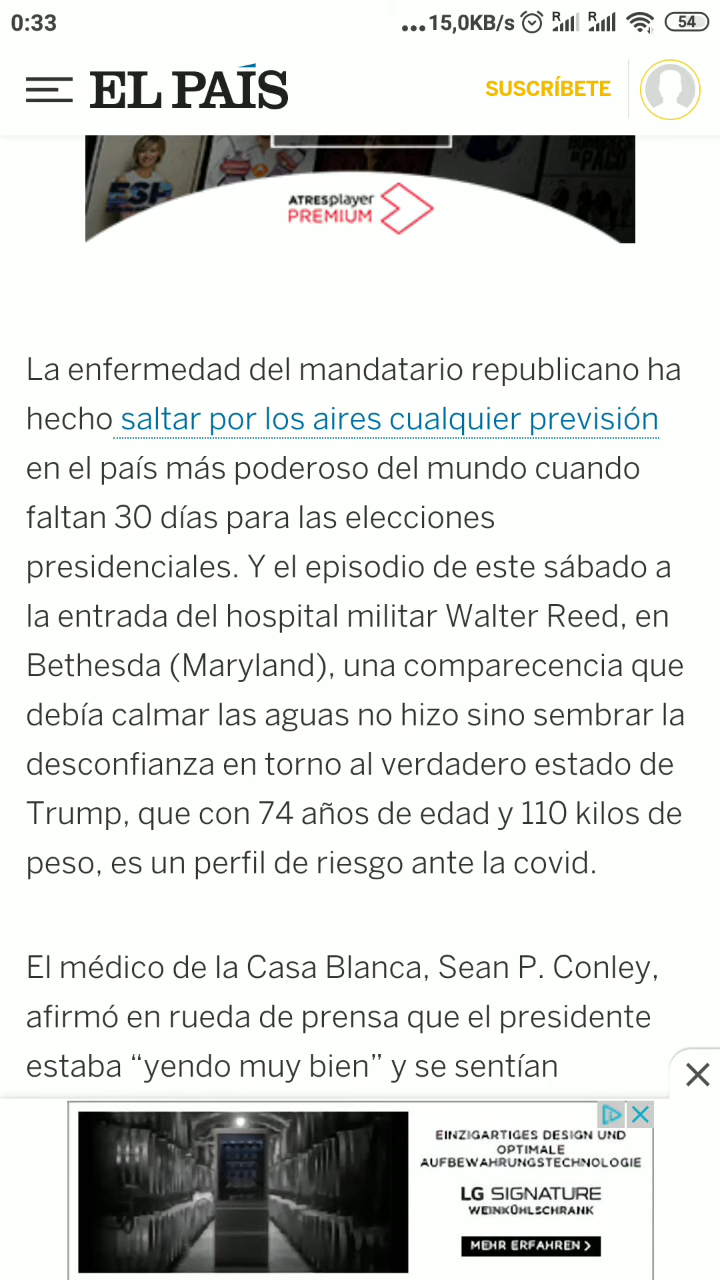 0:33
...15,0KB/s
R
R
54
EL PAÍS
SUSCRÍBETE
ATRESplayer
PREMIUM
La enfermedad del mandatario republicano ha
hecho saltar por los aires cualquier previsión
en el país más poderoso del mundo cuando
faltan 30 días para las elecciones
presidenciales. Y el episodio de este sábado a
la entrada del hospital militar Walter Reed, en
Bethesda (Maryland), una comparecencia que
debía calmar las aguas no hizo sino sembrar la
desconfianza en torno al verdadero estado de
Trump, que con 74 años de edad y 110 kilos de
peso, es un perfil de riesgo ante la covid.
El médico de la Casa Blanca, Sean P. Conley,
afirmó en rueda de prensa que el presidente
estaba “yendo muy bien” y se sentían
EINZIGARTIGES DESIGN UND
OPTIMALE
AUFBEWAHRUNGSTECHNOLOGIE
LG SIGNATURE
WEINKÜHLSCHRANK
MEHR ERFAHREN >